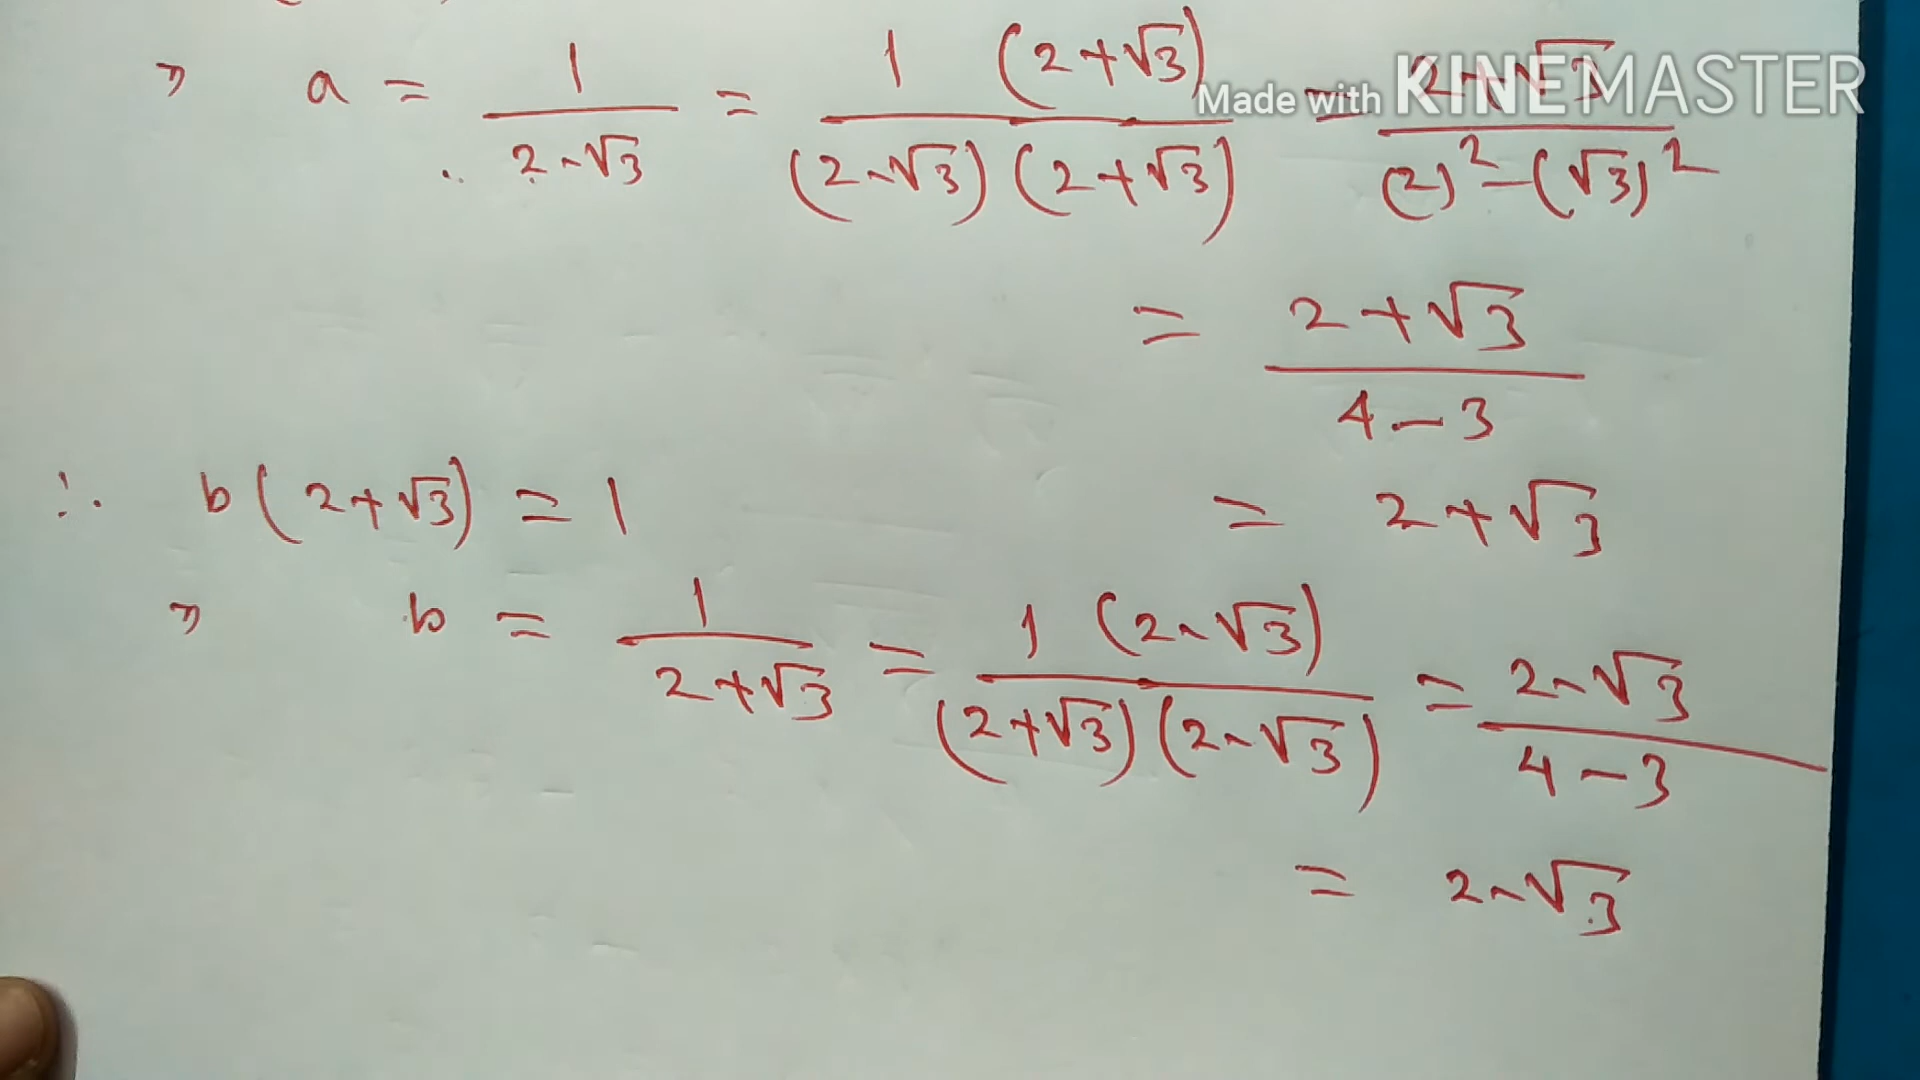 " a = 1/(2-√3) = 1 (2+√3)/((2-√3)(2+√3)) = (2+√3)/((2)²-(√3)²)
Made with KINEMASTER
= (2+√3)/(4-3)
∴ b(2+√3) = 1
= 2+√3
" b = 1/(2+√3) = 1 (2-√3)/((2+√3)(2-√3)) = (2-√3)/(4-3)
= 2-√3